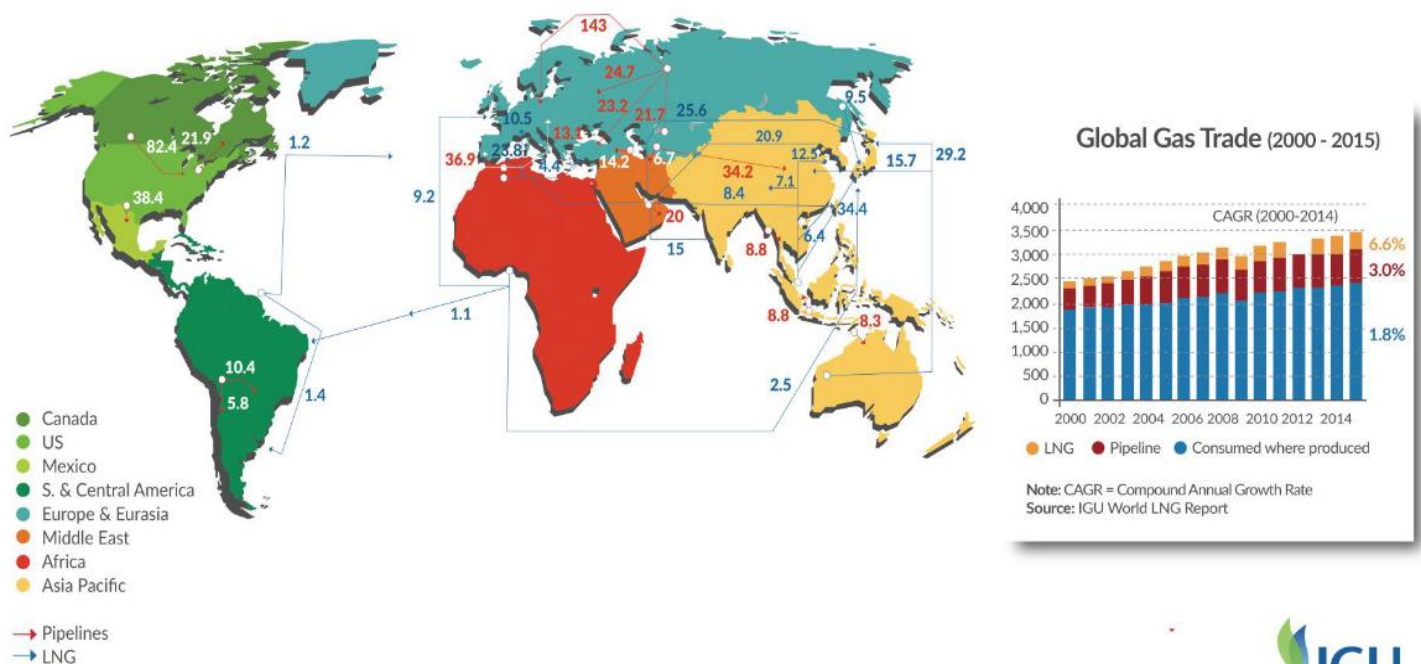 143
24.7
23.2
21.7
25.6
9.5
10.5
13.1
20.9
82.4
21.9
1.2
36.9
23.8
4.4
14.2
6.7
12.5
15.7
29.2
34.2
7.1
38.4
9.2
8.4
34.4
20
15
6.4
8.8
1.1
8.8
8.3
10.4
5.8
1.4
2.5
Canada
US
Mexico
S. & Central America
Europe & Eurasia
Middle East
Africa
Asia Pacific
Pipelines
LNG
Global Gas Trade (2000 - 2015)
CAGR (2000-2014)
4,000
3,500
3,000
2,500
2,000
1,500
1,000
500
0
6.6%
3.0%
1.8%
2000 2002 2004 2006 2008 2010 2012 2014
LNG Pipeline Consumed where produced
Note: CAGR = Compound Annual Growth Rate
Source: IGU World LNG Report
IGU